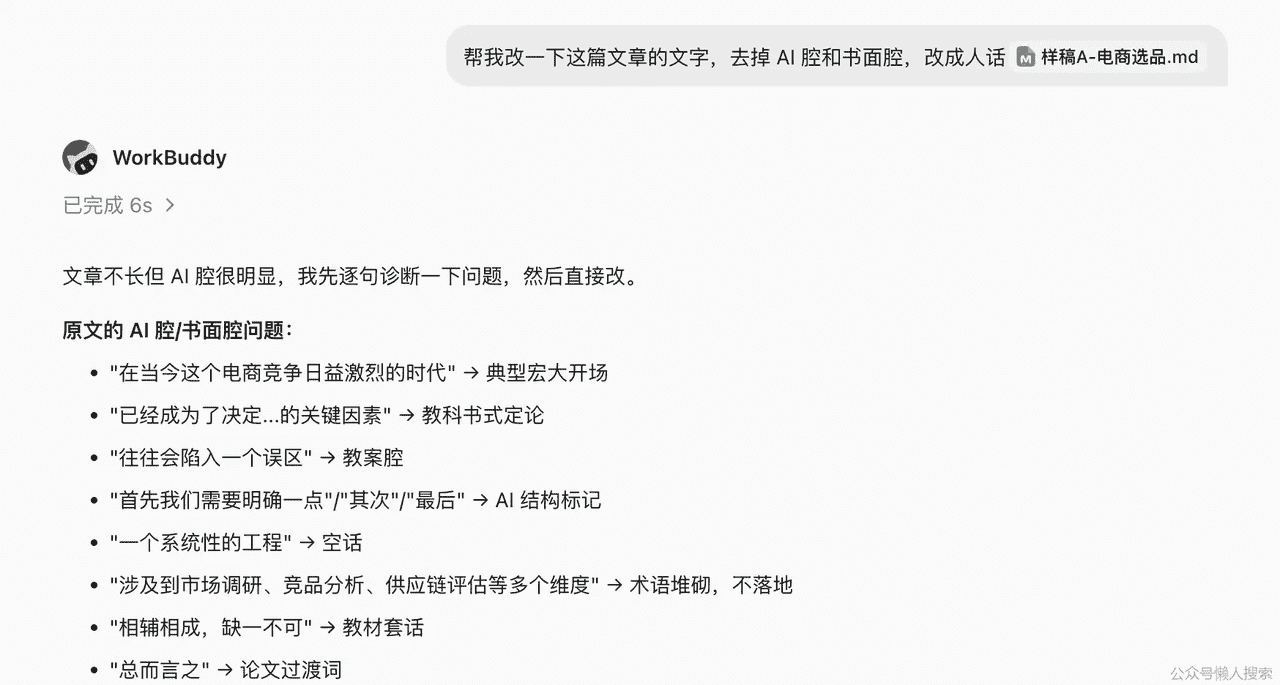 帮我改一下这篇文章的文字，去掉 AI 腔和书面腔，改成人话 样稿A-电商选品.md
WorkBuddy
已完成 6s >
文章不长但 AI 腔很明显，我先逐句诊断一下问题，然后直接改。
原文的 AI 腔/书面腔问题：
• "在当今这个电商竞争日益激烈的时代" → 典型宏大开场
• "已经成为了决定...的关键因素" → 教科书式定论
• "往往会陷入一个误区" → 教案腔
• "首先我们需要明确一点"/"其次"/"最后" → AI 结构标记
• "一个系统性的工程" → 空话
• "涉及到市场调研、竞品分析、供应链评估等多个维度" → 术语堆砌，不落地
• "相辅相成，缺一不可" → 教材套话
• "总而言之" → 论文过渡词
公众号懒人搜索